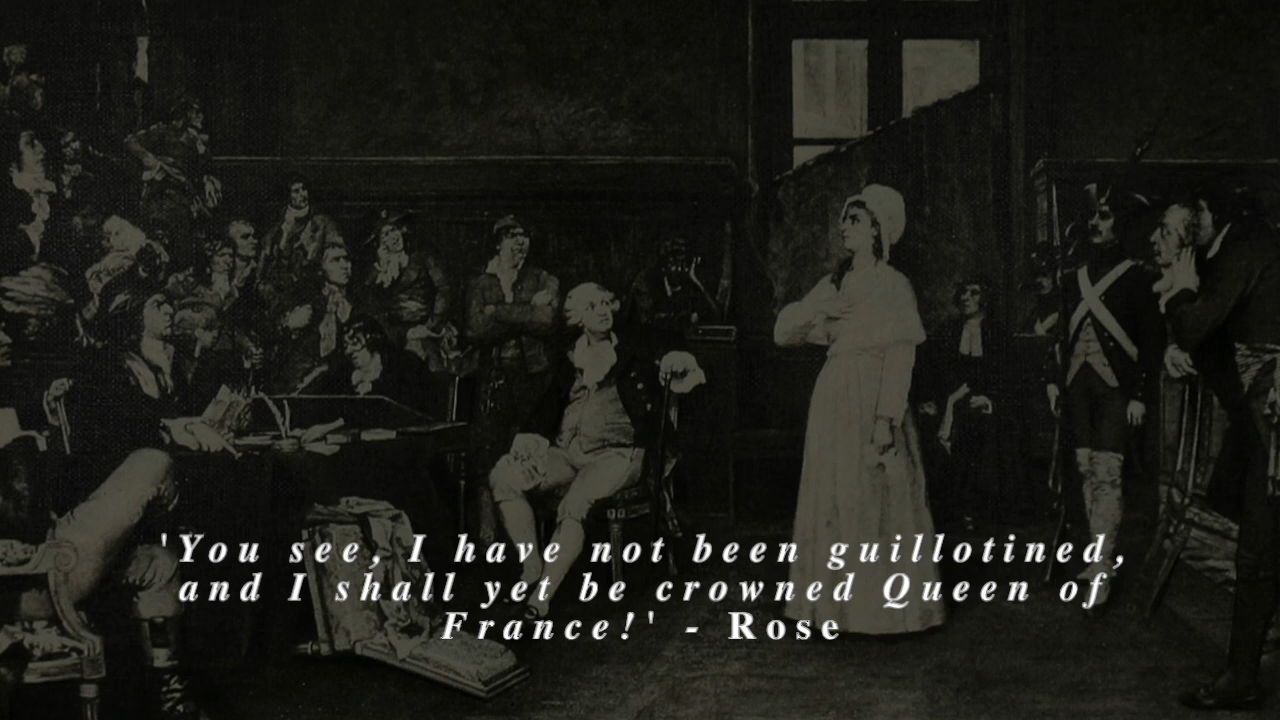 'You see, I have not been guillotined,
and I shall yet be crowned Queen of
France!' - Rose